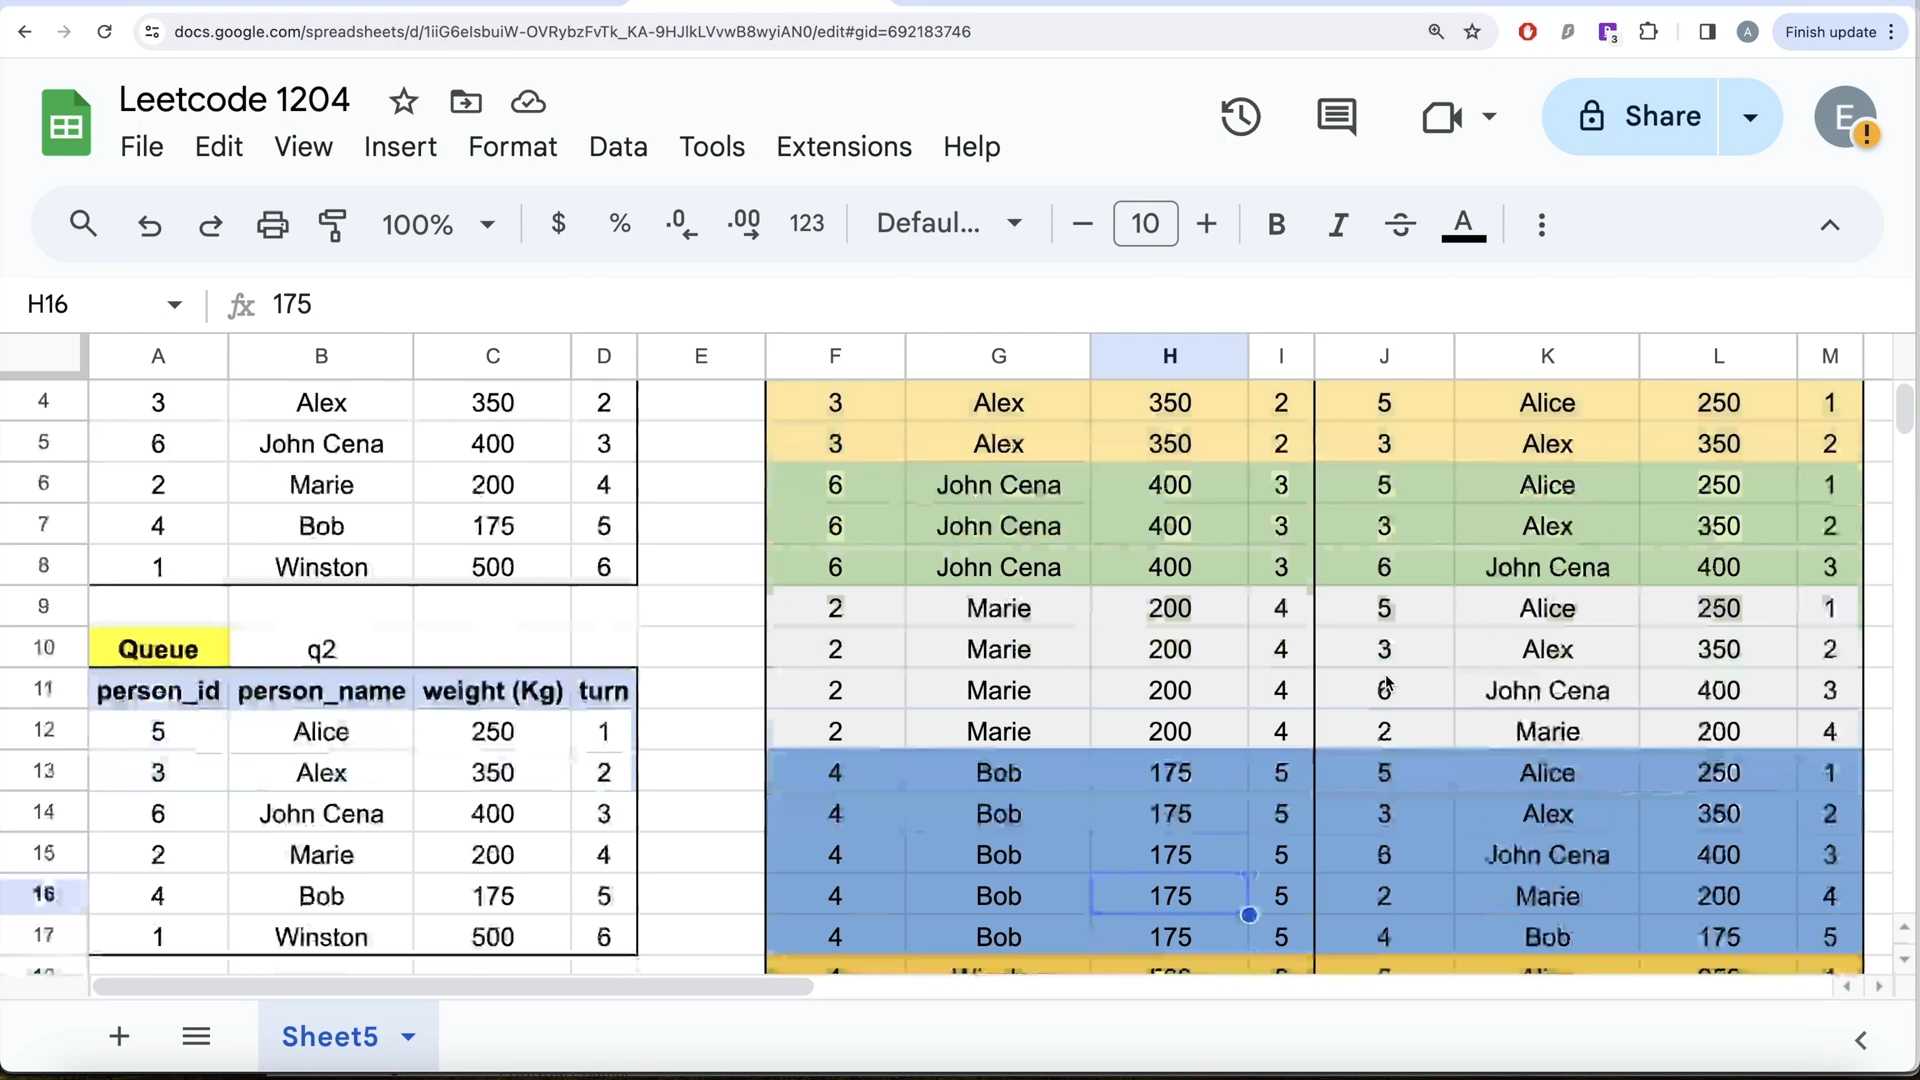 docs.google.com/spreadsheets/d/1iiG6eIsbuiW-OVRybzFvTk_KA-9HJlkLVvwB8wyiAN0/edit#gid=692183746
3
A
Finish update
Leetcode 1204
Share
E
File Edit View Insert Format Data Tools Extensions Help
100% $ % .0 .00 123 Defaul... 10 B I S A
H16 fx 175
A B C D E F G H I J K L M
4 3 Alex 350 2 3 Alex 350 2 5 Alice 250 1
5 6 John Cena 400 3 3 Alex 350 2 3 Alex 350 2
6 2 Marie 200 4 6 John Cena 400 3 5 Alice 250 1
7 4 Bob 175 5 6 John Cena 400 3 3 Alex 350 2
8 1 Winston 500 6 6 John Cena 400 3 6 John Cena 400 3
9 2 Marie 200 4 5 Alice 250 1
10 Queue q2 2 Marie 200 4 3 Alex 350 2
11 person_id person_name weight (Kg) turn 2 Marie 200 4 6 John Cena 400 3
12 5 Alice 250 1 2 Marie 200 4 2 Marie 200 4
13 3 Alex 350 2 4 Bob 175 5 5 Alice 250 1
14 6 John Cena 400 3 4 Bob 175 5 3 Alex 350 2
15 2 Marie 200 4 4 Bob 175 5 6 John Cena 400 3
16 4 Bob 175 5 4 Bob 175 5 2 Marie 200 4
17 1 Winston 500 6 4 Bob 175 5 4 Bob 175 5
Sheet5